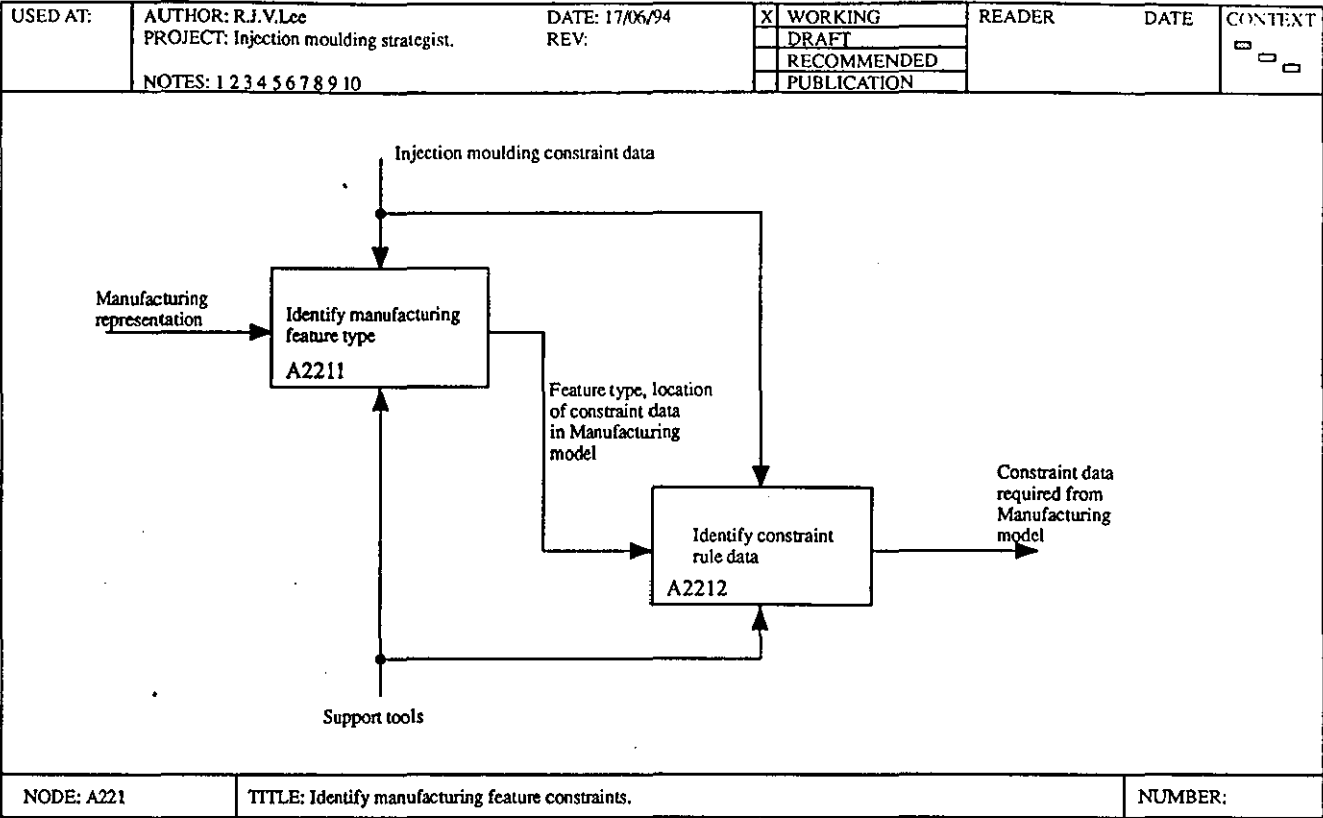 USED AT:
AUTHOR: R.J.V.Lee
DATE: 17/06/94
PROJECT: Injection moulding strategist.
REV:
NOTES: 1 2 3 4 5 6 7 8 9 10
X WORKING
DRAFT
RECOMMENDED
PUBLICATION
READER DATE
CONTEXT
Injection moulding constraint data
Manufacturing
representation
Identify manufacturing
feature type
A2211
Feature type, location
of constraint data
in Manufacturing
model
Constraint data
required from
Manufacturing
model
Identify constraint
rule data
A2212
Support tools
NODE: A221
TITLE: Identify manufacturing feature constraints.
NUMBER: